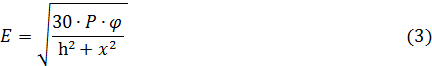 E = √((30 · P · φ) / (h² + x²)) (3)